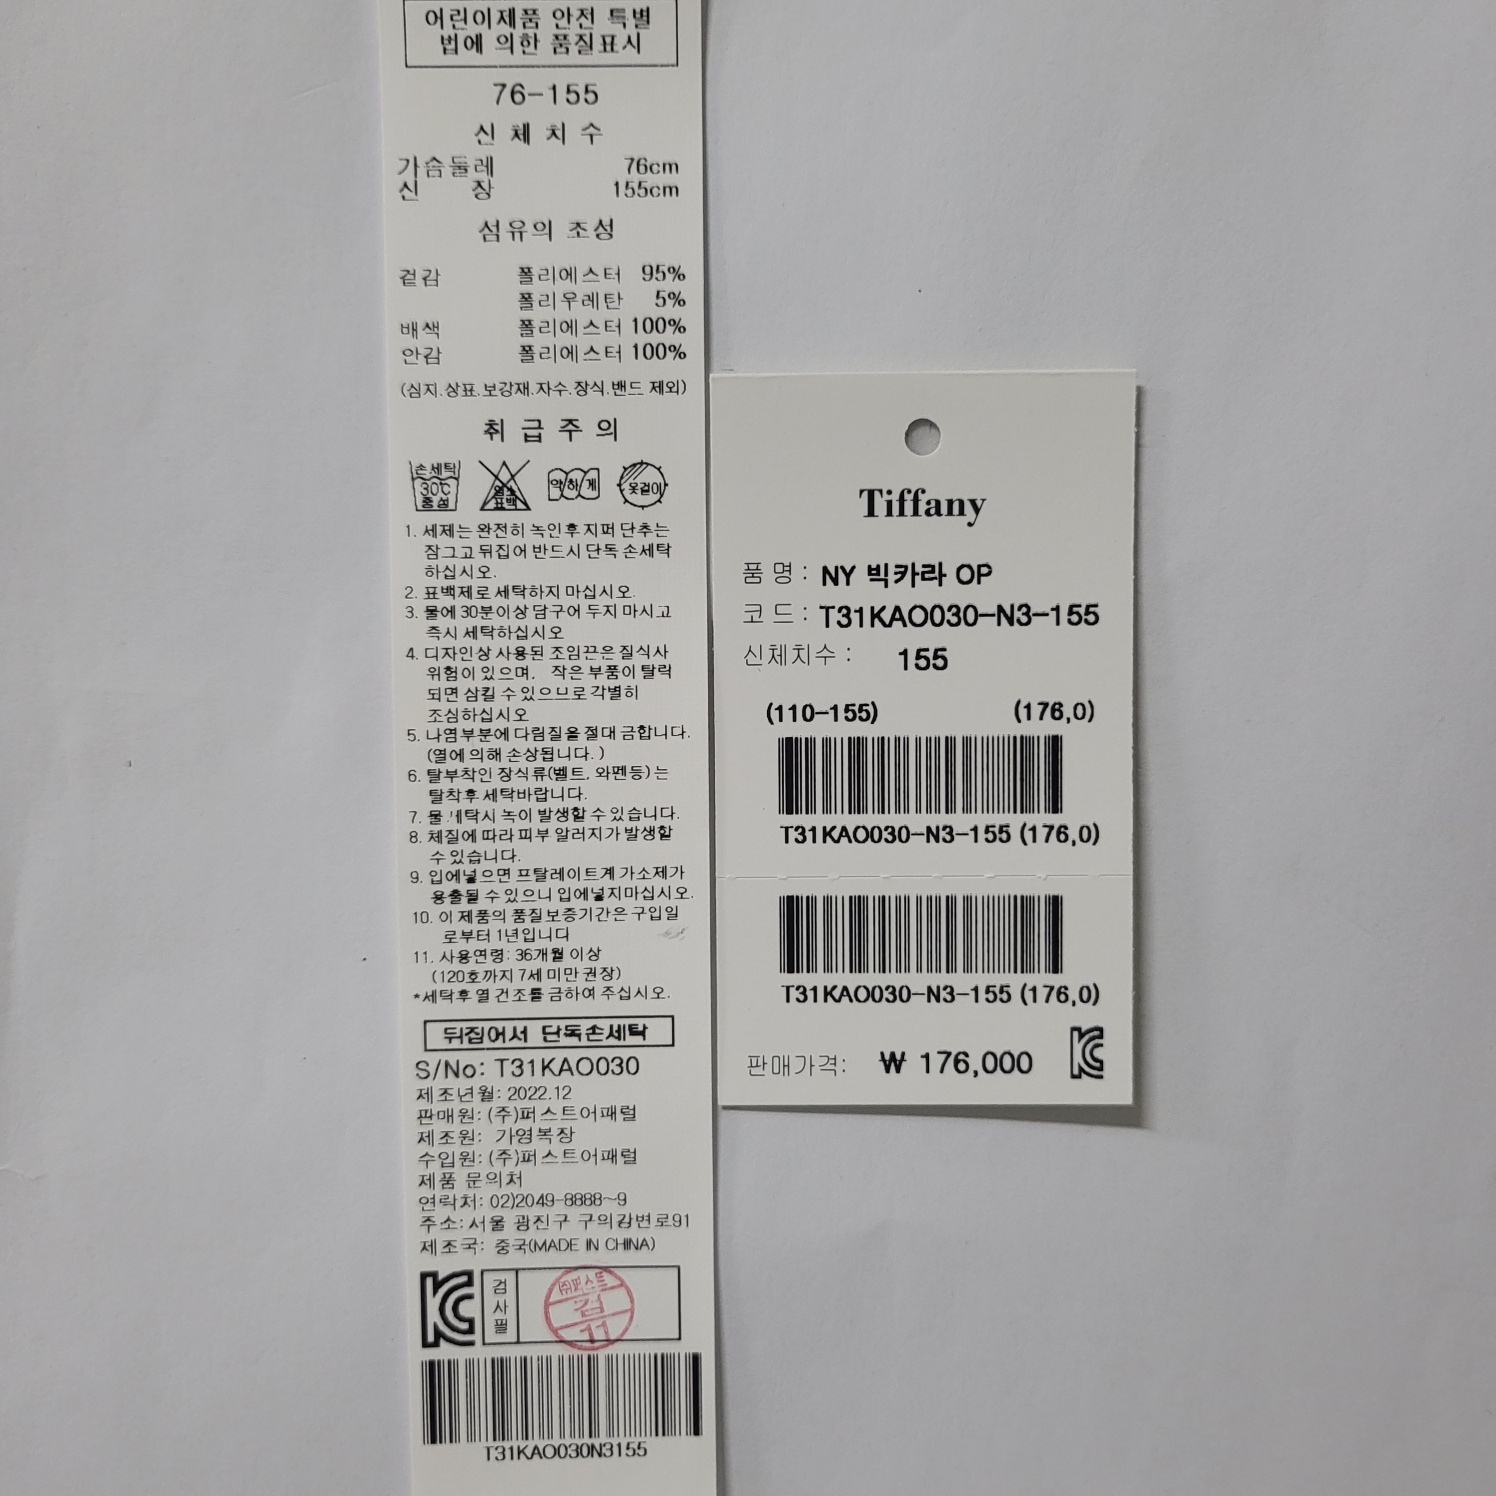 어린이제품 안전 특별
법에 의한 품질표시
76-155
신 체 치 수
가슴둘레 76cm
신 장 155cm
섬유의 조성
겉감 폴리에스터 95%
폴리우레탄 5%
배색 폴리에스터 100%
안감 폴리에스터 100%
(심지.상표.보강재.자수.장식.밴드 제외)
취 급 주 의
손세탁 30℃ 중성
염소 표백
약하게
옷걸이
1. 세제는 완전히 녹인후 지퍼 단추는
잠그고 뒤집어 반드시 단독 손세탁
하십시오.
2. 표백제로 세탁하지 마십시오.
3. 물에 30분이상 담구어 두지 마시고
즉시 세탁하십시오
4. 디자인상 사용된 조임끈은 질식사
위험이 있으며, 작은 부품이 탈락
되면 삼킬 수 있으므로 각별히
조심하십시오
5. 나염부분에 다림질을 절대 금합니다.
(열에 의해 손상됩니다. )
6. 탈부착인 장식류(벨트, 와펜등) 는
탈착후 세탁바랍니다.
7. 물 세탁시 녹이 발생할 수 있습니다.
8. 체질에 따라 피부 알러지가 발생할
수 있습니다.
9. 입에넣으면 프탈레이트계 가소제가
용출될 수 있으니 입에넣지마십시오.
10. 이 제품의 품질보증기간은 구입일
로부터 1년입니다
11. 사용연령: 36개월 이상
(120호까지 7세 미만 권장)
*세탁후 열 건조를 금하여 주십시오.
뒤집어서 단독손세탁
S/No: T31KAO030
제조년월: 2022.12
판매원: (주)퍼스트어패럴
제조원: 가영복장
수입원: (주)퍼스트어패럴
제품 문의처
연락처: 02)2049-8888~9
주소: 서울 광진구 구의강변로91
제조국: 중국(MADE IN CHINA)
KC
검사필
(주)퍼스트
검
11
T31KAO030N3155
Tiffany
품 명 : NY 빅카라 OP
코 드 : T31KAO030-N3-155
신체치수 : 155
(110-155) (176,0)
T31KAO030-N3-155 (176,0)
T31KAO030-N3-155 (176,0)
판매가격: ₩ 176,000 KC